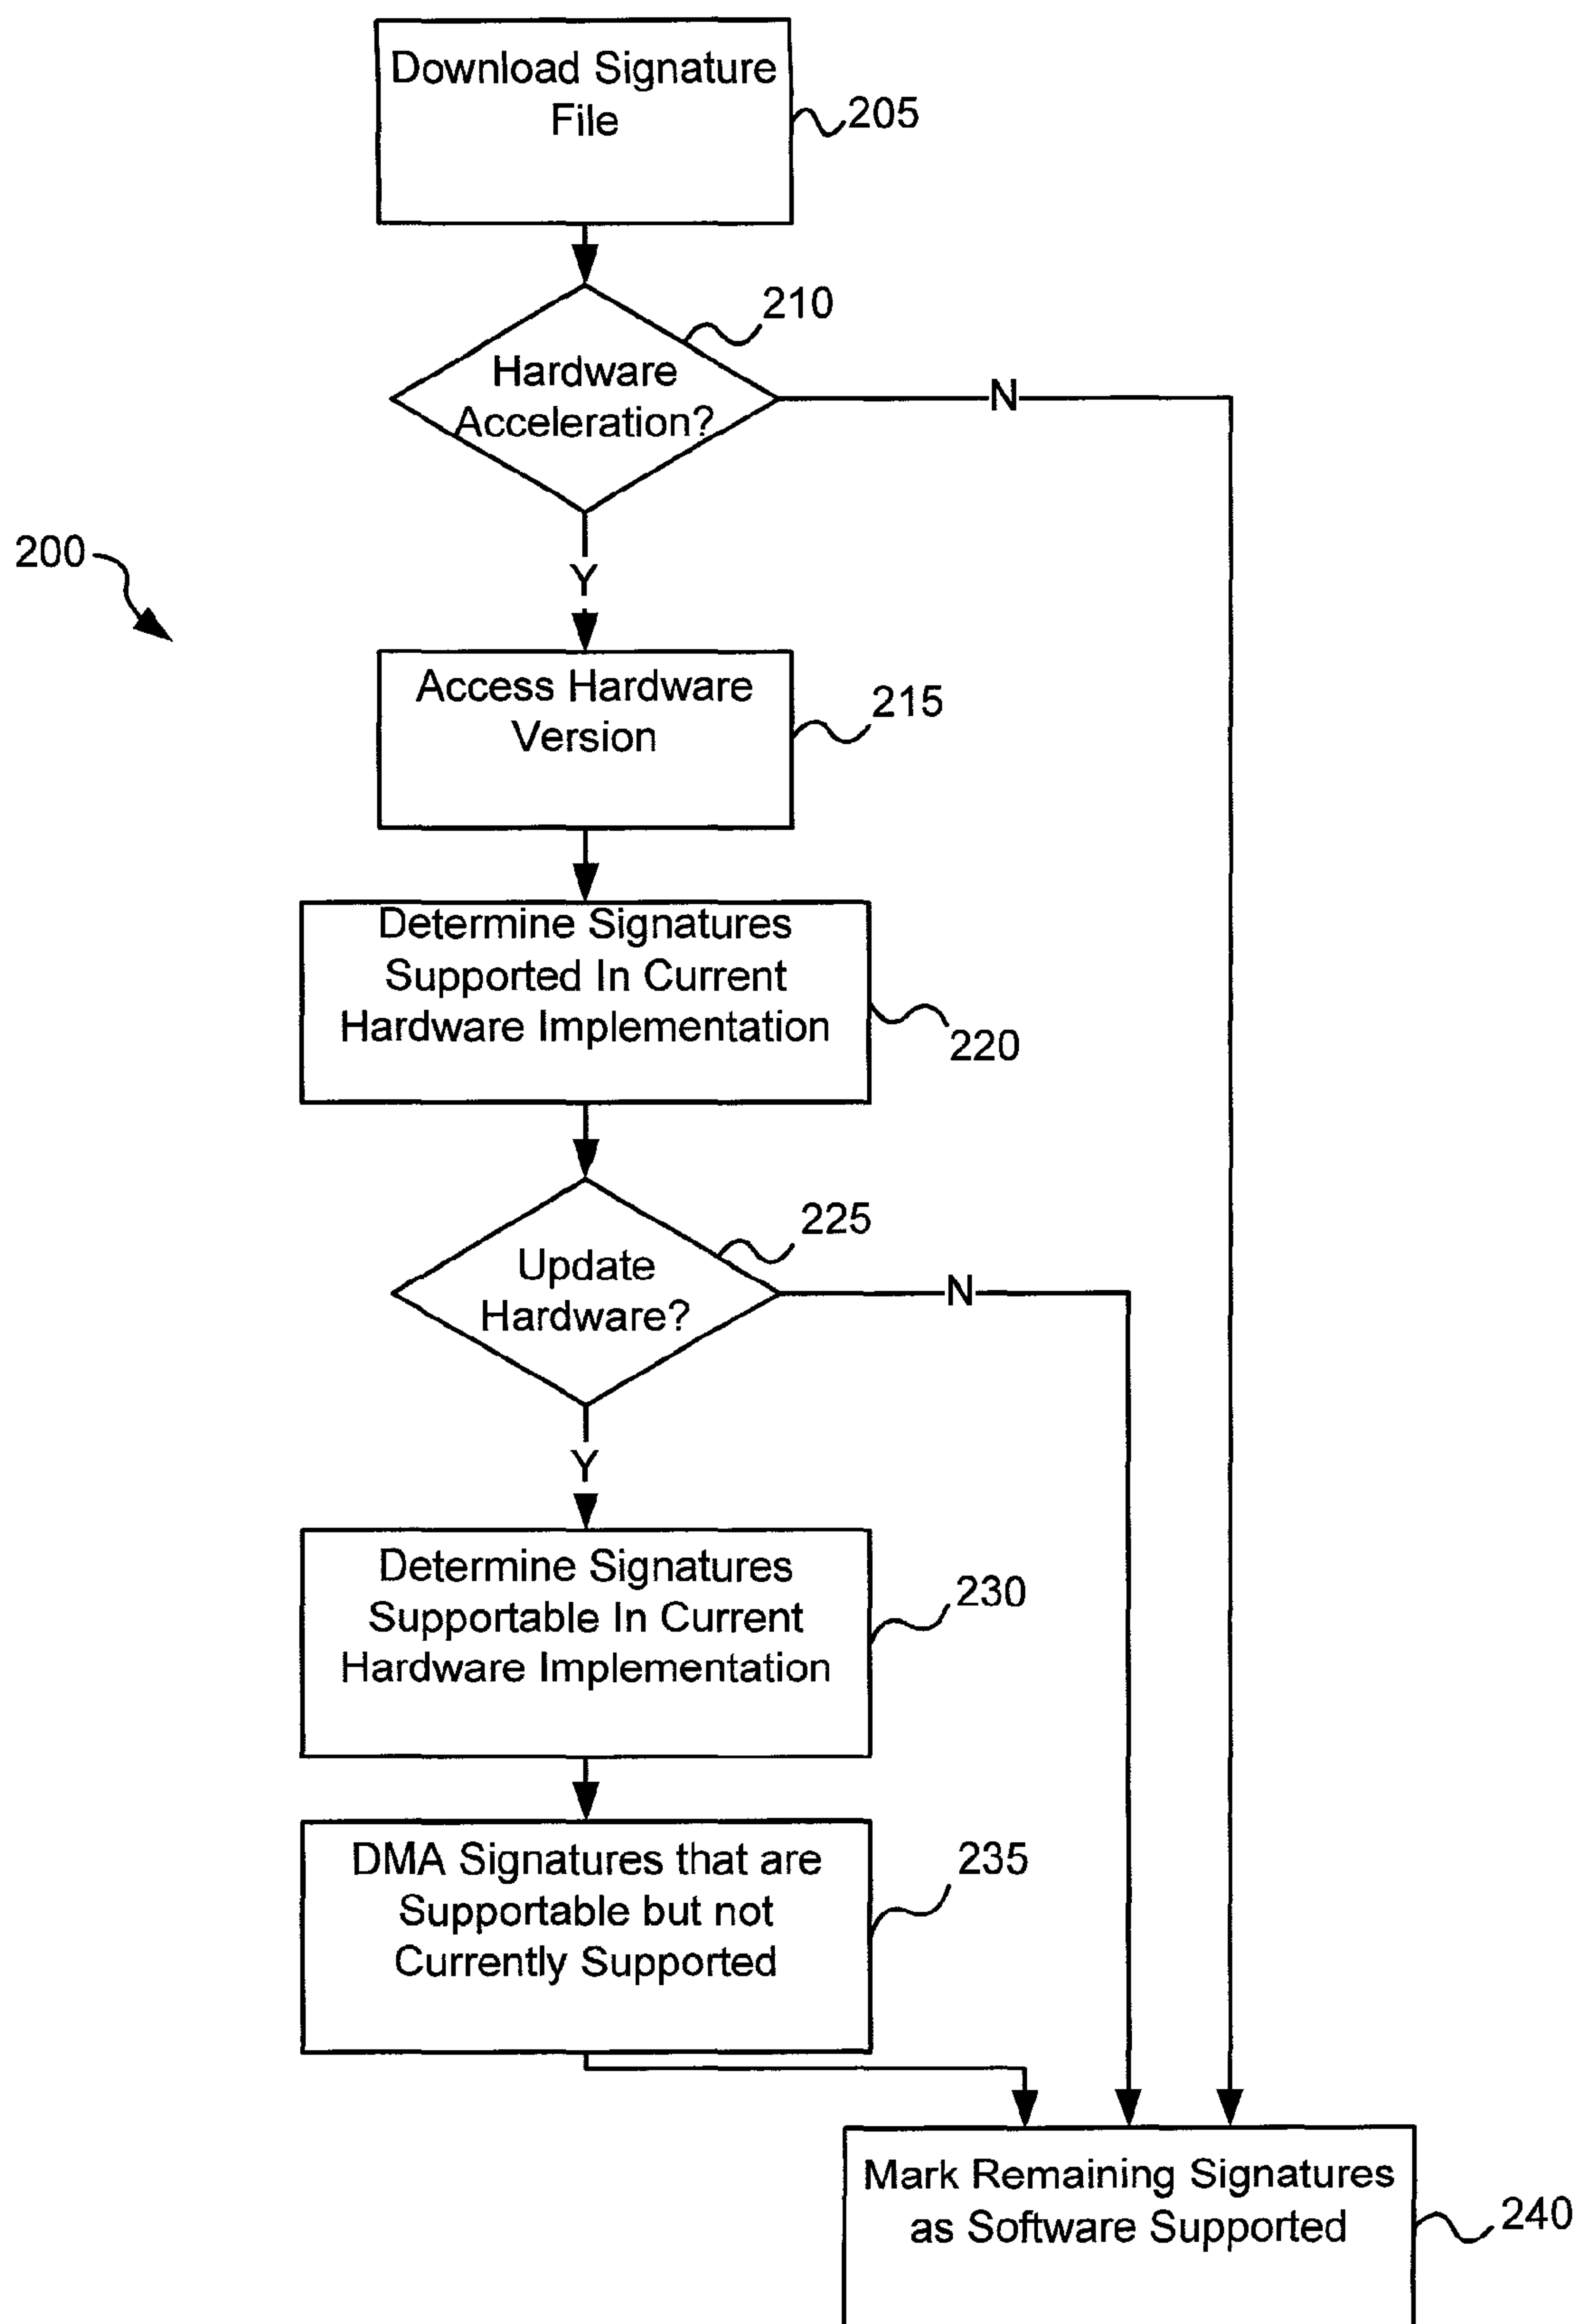 Download Signature
File
205
210
Hardware
Acceleration?
N
200
Y
Access Hardware
Version
215
Determine Signatures
Supported In Current
Hardware Implementation
220
225
Update
Hardware?
N
Y
Determine Signatures
Supportable In Current
Hardware Implementation
230
DMA Signatures that are
Supportable but not
Currently Supported
235
Mark Remaining Signatures
as Software Supported
240